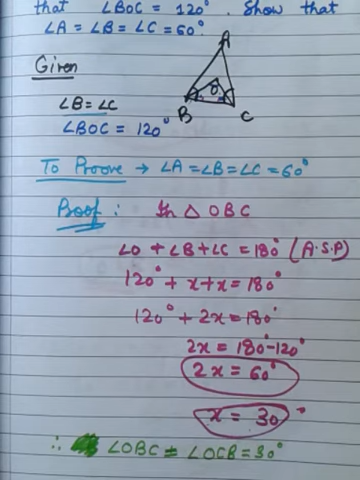 that ∠BOC = 120°. Show that
∠A = ∠B = ∠C = 60°.
Given
A
O
B
C
∠B = ∠C
∠BOC = 120°
To Proove → ∠A = ∠B = ∠C = 60°
Proof : In △ OBC
∠O + ∠B + ∠C = 180° (A.S.P)
120° + x + x = 180°
120° + 2x = 180°
2x = 180° - 120°
2x = 60°
x = 30°
∴ ∠OBC = ∠OCB = 30°